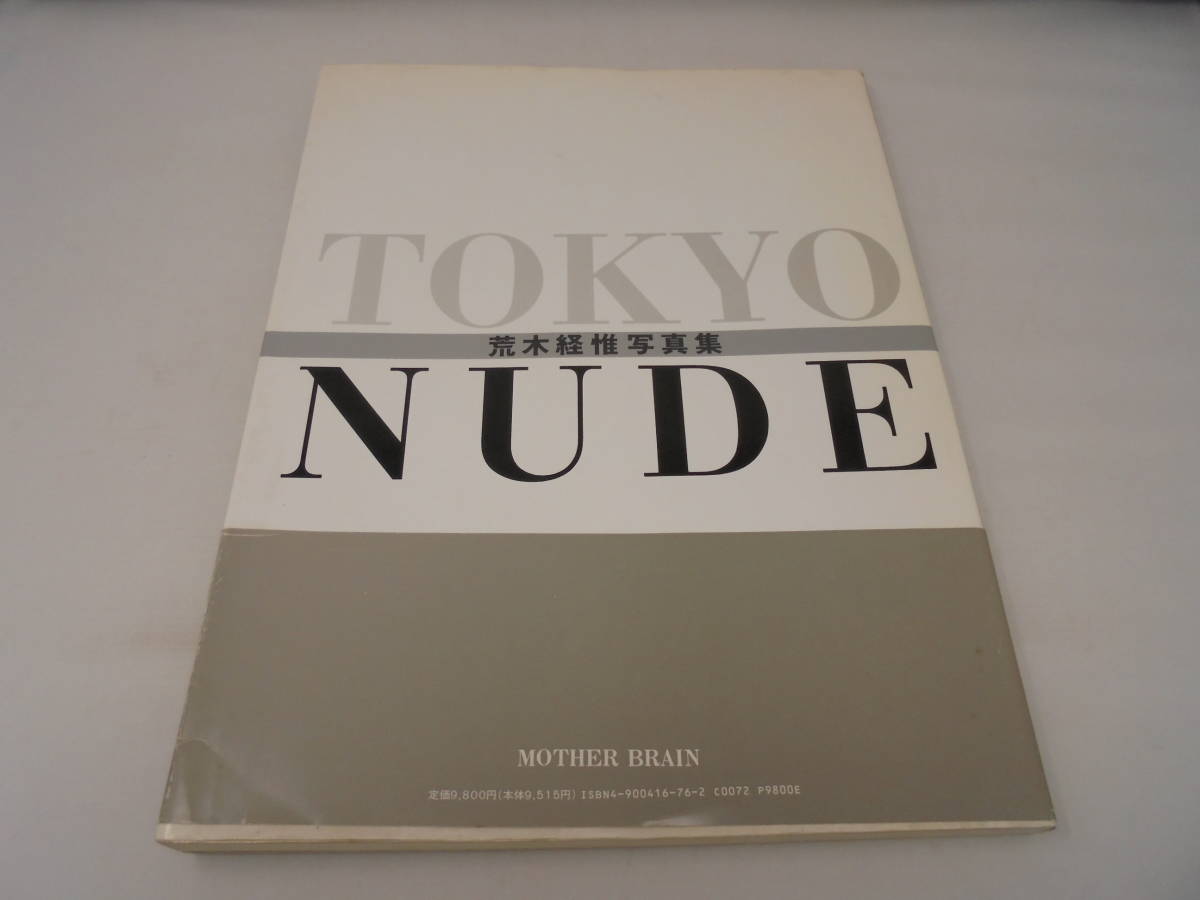 TOKYO
荒木経惟写真集
NUDE
MOTHER BRAIN
定価9,800円(本体9,515円) ISBN4-900416-76-2 C0072 P9800E